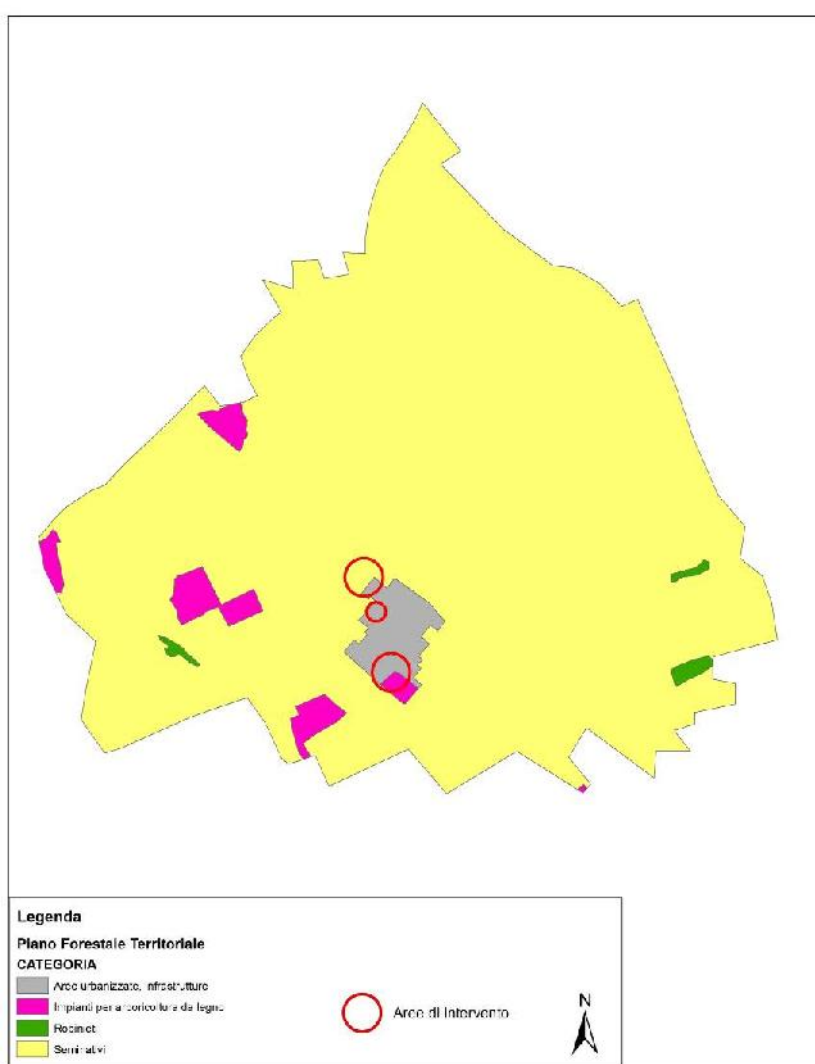 Legenda
Piano Forestale Territoriale
CATEGORIA
Aree urbanizzate, infrastrutture
Impianti per arboricoltura da legno
Robinieti
Seminativi
Aree di intervento
N